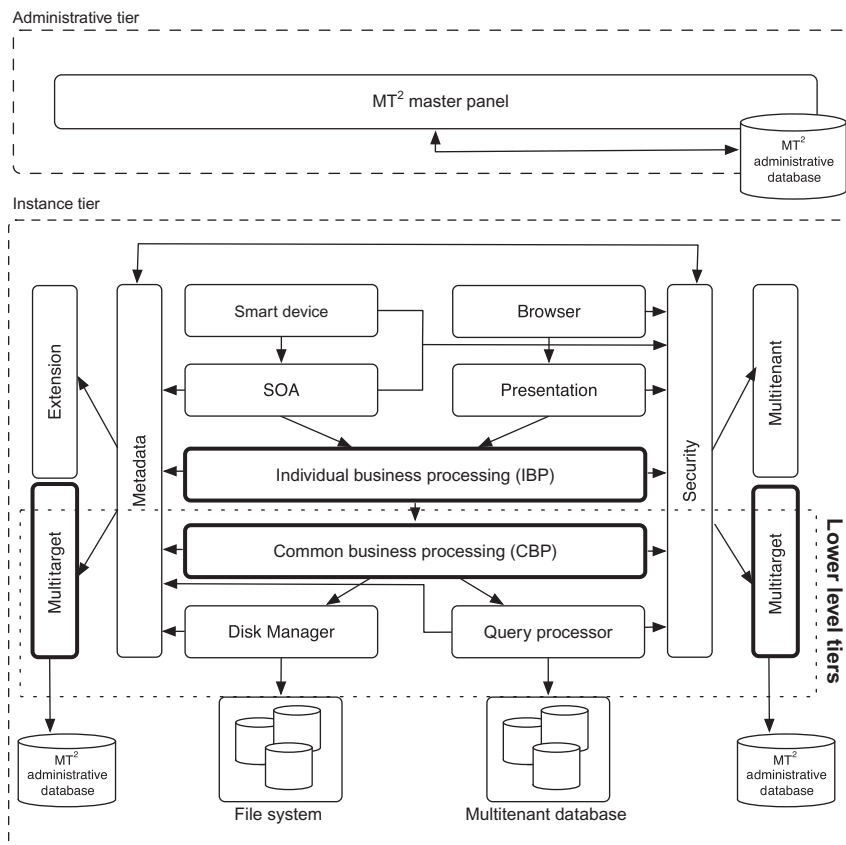 Administrative tier
MT² master panel
MT²
administrative
database
Instance tier
Smart device
Browser
Extension
SOA
Presentation
Multitenant
Metadata
Security
Individual business processing (IBP)
Multitarget
Common business processing (CBP)
Multitarget
Lower level tiers
Disk Manager
Query processor
MT²
administrative
database
MT²
administrative
database
File system
Multitenant database